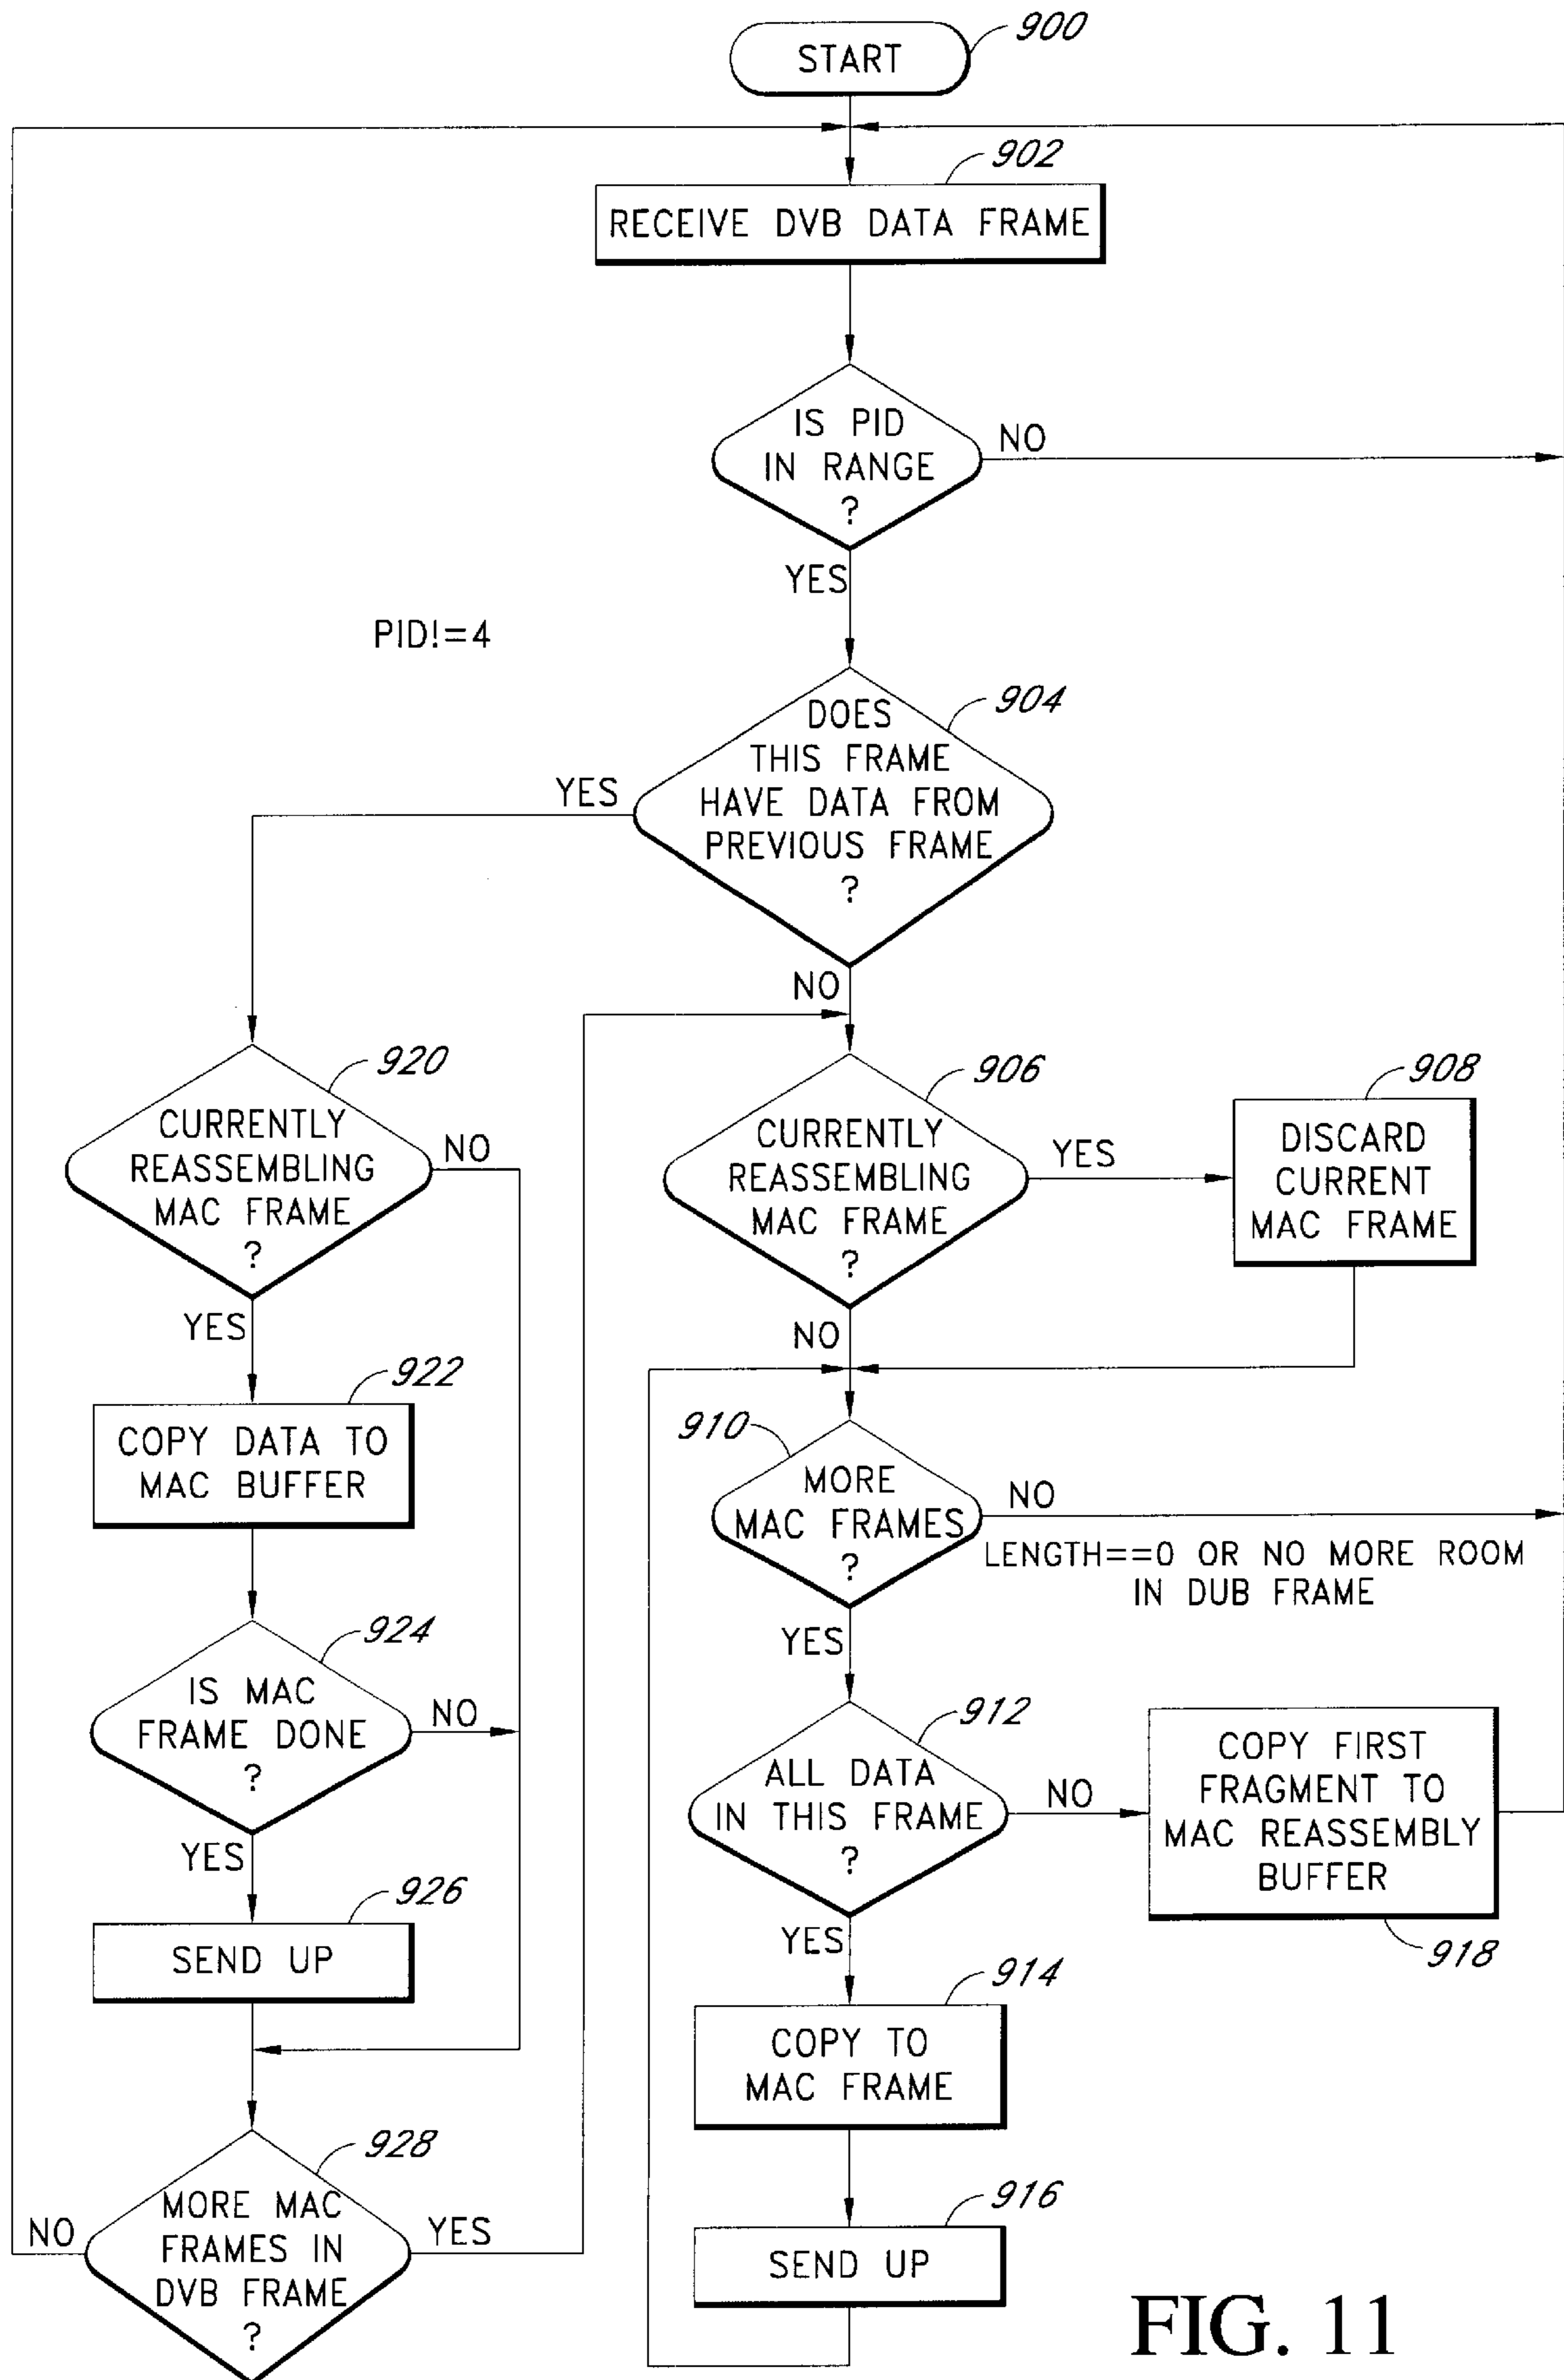 START
900
902
RECEIVE DVB DATA FRAME
IS PID
IN RANGE
?
NO
YES
PID!=4
904
DOES
THIS FRAME
HAVE DATA FROM
PREVIOUS FRAME
?
YES
NO
920
CURRENTLY
REASSEMBLING
MAC FRAME
?
NO
YES
906
CURRENTLY
REASSEMBLING
MAC FRAME
?
YES
NO
908
DISCARD
CURRENT
MAC FRAME
922
COPY DATA TO
MAC BUFFER
910
MORE
MAC FRAMES
?
NO
LENGTH==0 OR NO MORE ROOM
IN DUB FRAME
YES
924
IS MAC
FRAME DONE
?
NO
YES
912
ALL DATA
IN THIS FRAME
?
NO
YES
COPY FIRST
FRAGMENT TO
MAC REASSEMBLY
BUFFER
918
926
SEND UP
914
COPY TO
MAC FRAME
928
MORE MAC
FRAMES IN
DVB FRAME
?
NO
YES
916
SEND UP
FIG. 11